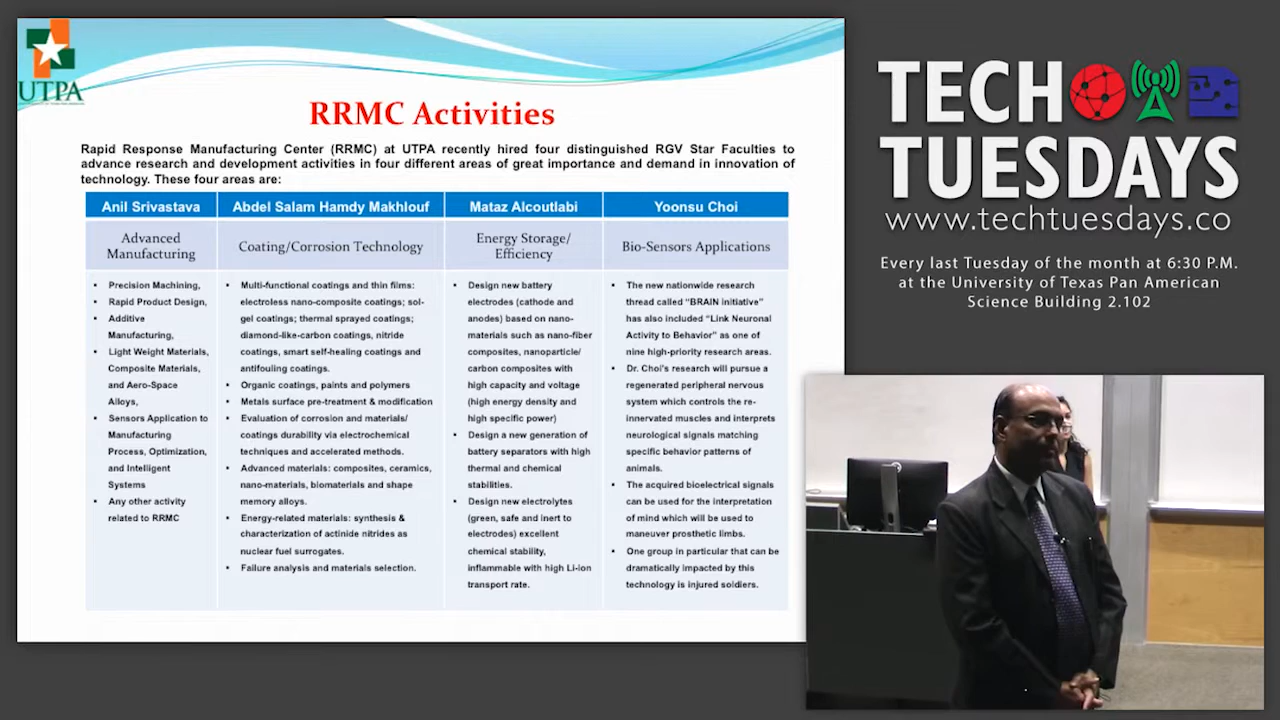 UTPA
RRMC Activities
Rapid Response Manufacturing Center (RRMC) at UTPA recently hired four distinguished RGV Star Faculties to
advance research and development activities in four different areas of great importance and demand in innovation of
technology. These four areas are:
Anil Srivastava
Abdel Salam Hamdy Makhlouf
Mataz Alcoutlabi
Yoonsu Choi
Advanced
Manufacturing
Coating/Corrosion Technology
Energy Storage/
Efficiency
Bio-Sensors Applications
▪ Precision Machining,
▪ Rapid Product Design,
▪ Additive
Manufacturing,
▪ Light Weight Materials,
Composite Materials,
and Aero-Space
Alloys,
▪ Sensors Application to
Manufacturing
Process, Optimization,
and Intelligent
Systems
▪ Any other activity
related to RRMC
▪ Multi-functional coatings and thin films:
electroless nano-composite coatings; sol-
gel coatings; thermal sprayed coatings;
diamond-like-carbon coatings, nitride
coatings, smart self-healing coatings and
antifouling coatings.
▪ Organic coatings, paints and polymers
▪ Metals surface pre-treatment & modification
▪ Evaluation of corrosion and materials/
coatings durability via electrochemical
techniques and accelerated methods.
▪ Advanced materials: composites, ceramics,
nano-materials, biomaterials and shape
memory alloys.
▪ Energy-related materials: synthesis &
characterization of actinide nitrides as
nuclear fuel surrogates.
▪ Failure analysis and materials selection.
▪ Design new battery
electrodes (cathode and
anodes) based on nano-
materials such as nano-fiber
composites, nanoparticle/
carbon composites with
high capacity and voltage
(high energy density and
high specific power)
▪ Design a new generation of
battery separators with high
thermal and chemical
stabilities.
▪ Design new electrolytes
(green, safe and inert to
electrodes) excellent
chemical stability,
inflammable with high Li-ion
transport rate.
▪ The new nationwide research
thread called “BRAIN initiative”
has also included “Link Neuronal
Activity to Behavior” as one of
nine high-priority research areas.
▪ Dr. Choi's research will pursue a
regenerated peripheral nervous
system which controls the re-
innervated muscles and interprets
neurological signals matching
specific behavior patterns of
animals.
▪ The acquired bioelectrical signals
can be used for the interpretation
of mind which will be used to
maneuver prosthetic limbs.
▪ One group in particular that can be
dramatically impacted by this
technology is injured soldiers.
TECH
TUESDAYS
www.techtuesdays.co
Every last Tuesday of the month at 6:30 P.M.
at the University of Texas Pan American
Science Building 2.102